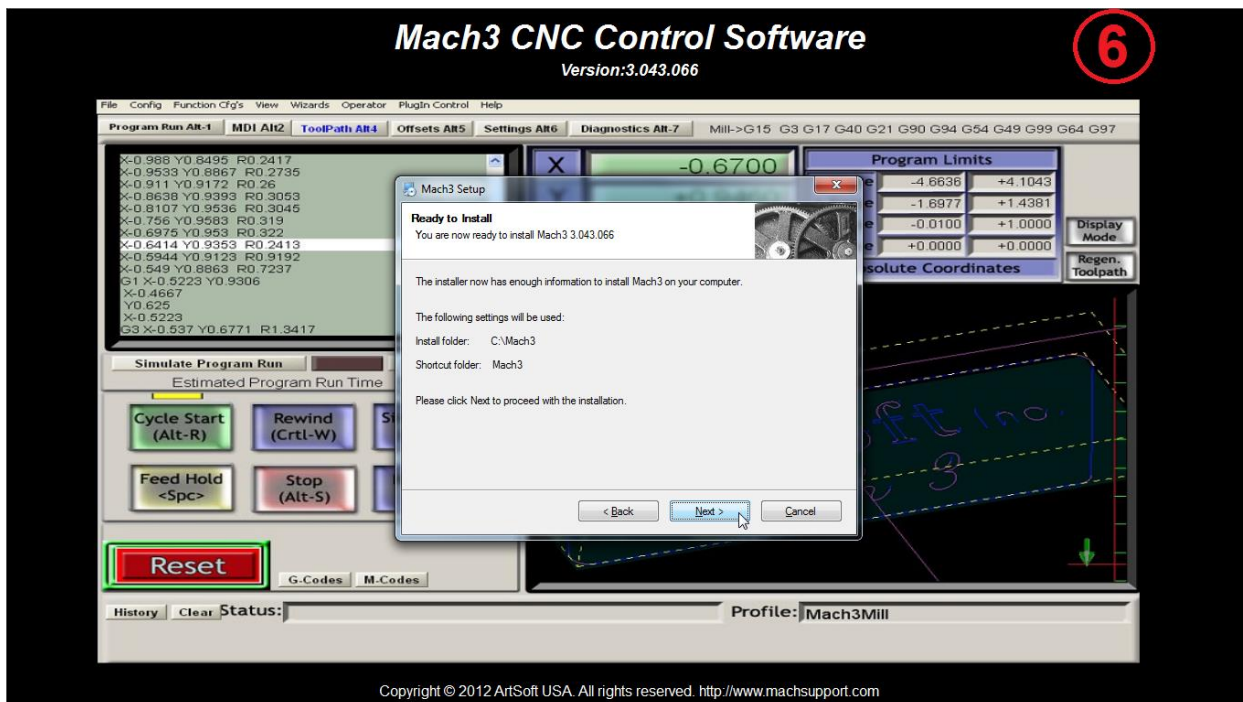 Mach3 CNC Control Software
6
Version:3.043.066
File Config Function Cfg's View Wizards Operator PlugIn Control Help
Program Run Alt-1 MDI Alt2 ToolPath Alt4 Offsets Alt5 Settings Alt6 Diagnostics Alt-7 Mill->G15 G3 G17 G40 G21 G90 G94 G54 G49 G99 G64 G97
X-0.988 Y0.8495 R0.2417
X-0.9533 Y0.8867 R0.2735
X-0.911 Y0.9172 R0.26
X-0.8638 Y0.9393 R0.3053
X-0.8107 Y0.9536 R0.3045
X-0.756 Y0.9583 R0.319
X-0.6975 Y0.953 R0.322
X-0.6414 Y0.9353 R0.2413
X-0.5944 Y0.9123 R0.9192
X-0.549 Y0.8863 R0.7237
G1 X-0.5223 Y0.9306
X-0.4667
Y0.625
X-0.5223
G3 X-0.537 Y0.6771 R1.3417
X -0.6700
Program Limits
-4.6636 +4.1043
-1.6977 +1.4381
-0.0100 +1.0000
+0.0000 +0.0000
solute Coordinates
Display
Mode
Regen.
Toolpath
Mach3 Setup
Ready to Install
You are now ready to install Mach3 3.043.066
The installer now has enough information to install Mach3 on your computer.
The following settings will be used:
Install folder: C:\Mach3
Shortcut folder: Mach3
Please click Next to proceed with the installation.
< Back Next > Cancel
Simulate Program Run
Estimated Program Run Time
Cycle Start
(Alt-R)
Rewind
(Crtl-W)
Feed Hold
<Spc>
Stop
(Alt-S)
Reset
G-Codes M-Codes
oft Inc.
3
History Clear Status:
Profile: Mach3Mill
Copyright © 2012 ArtSoft USA. All rights reserved. http://www.machsupport.com